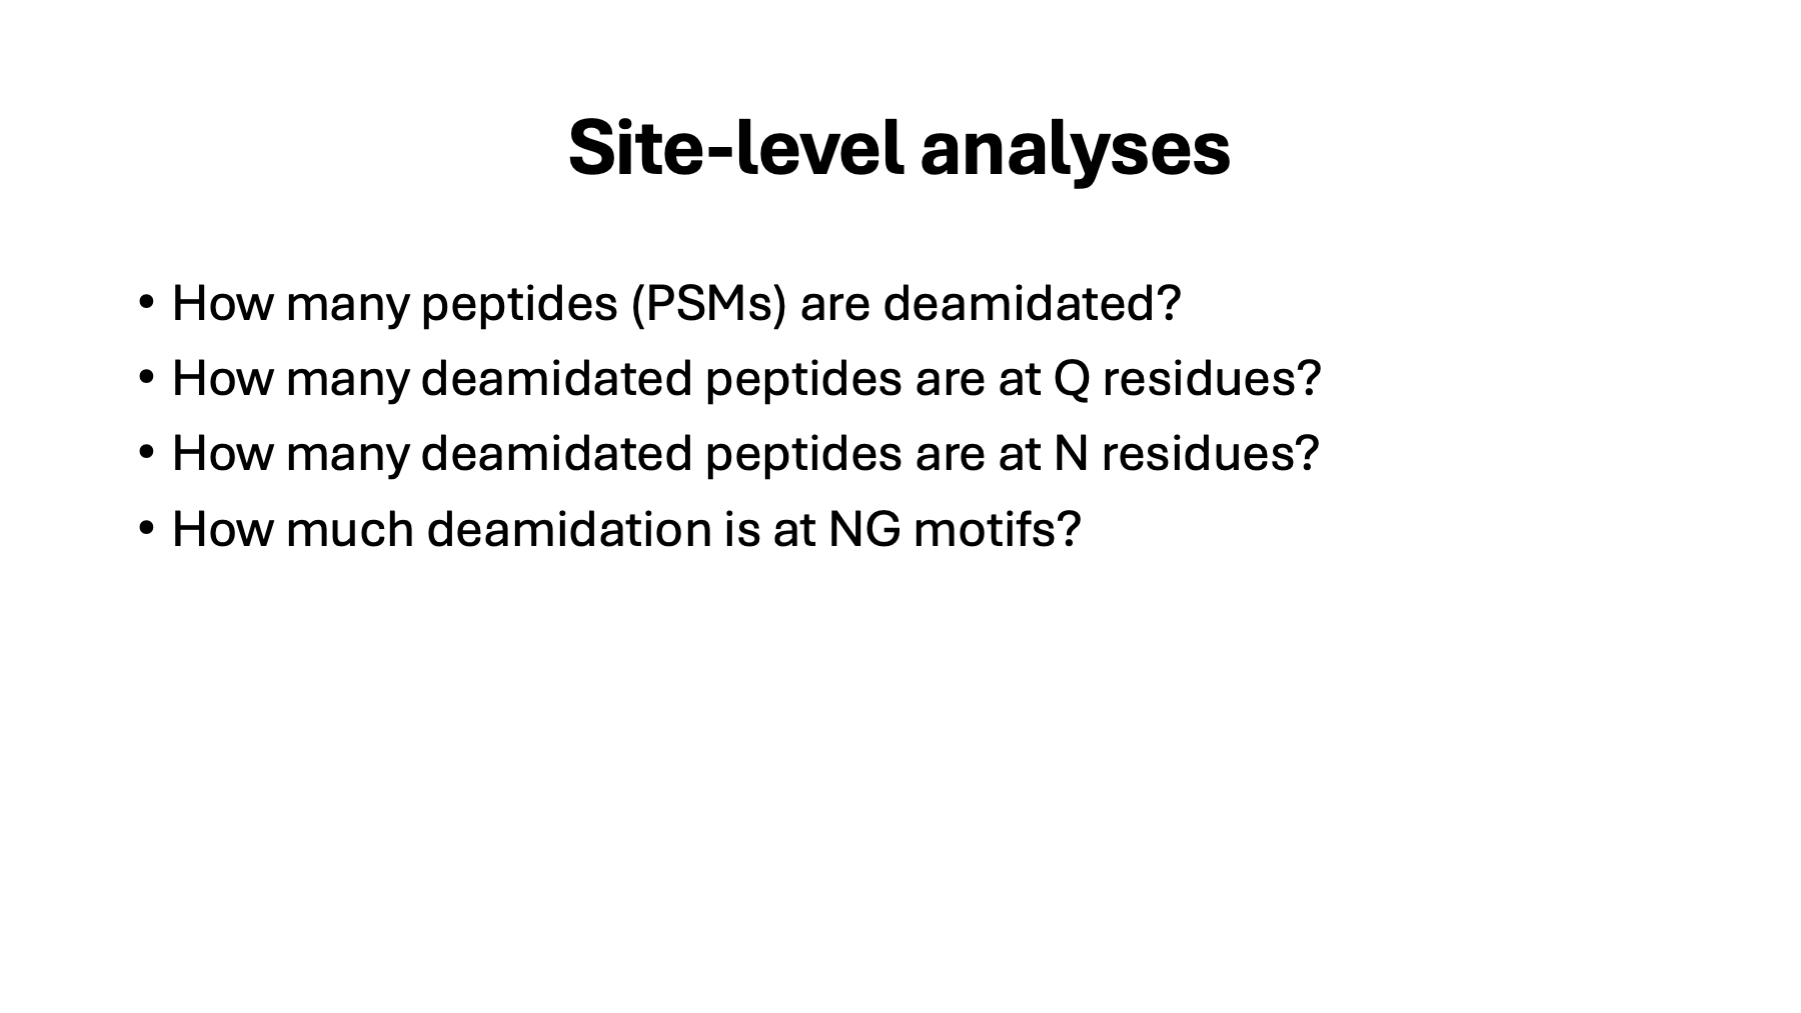 Site-level analyses
• How many peptides (PSMs) are deamidated?
• How many deamidated peptides are at Q residues?
• How many deamidated peptides are at N residues?
• How much deamidation is at NG motifs?